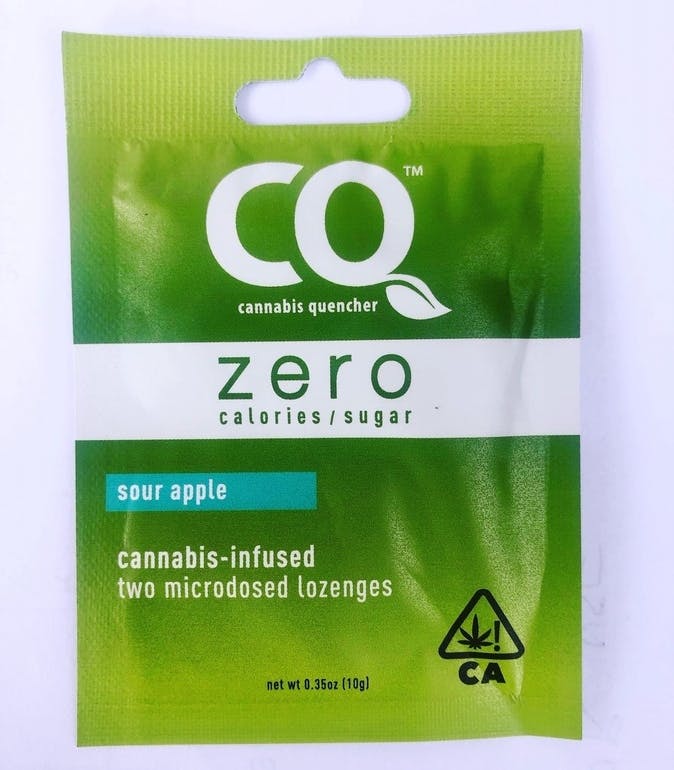 CQ™
cannabis quencher
zero
calories / sugar
sour apple
cannabis-infused
two microdosed lozenges
!
CA
net wt 0.35oz (10g)